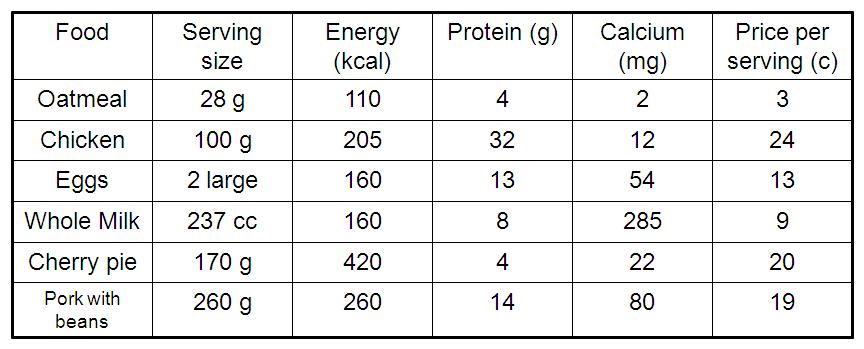 Food Serving size Energy (kcal) Protein (g) Calcium (mg) Price per serving (c)
Oatmeal 28 g 110 4 2 3
Chicken 100 g 205 32 12 24
Eggs 2 large 160 13 54 13
Whole Milk 237 cc 160 8 285 9
Cherry pie 170 g 420 4 22 20
Pork with beans 260 g 260 14 80 19